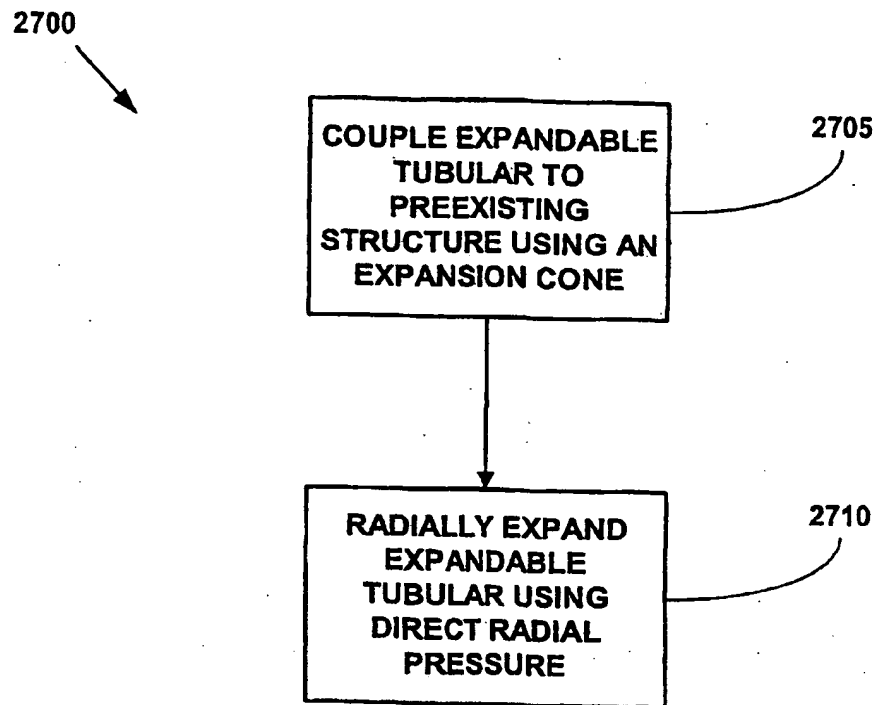 2700
COUPLE EXPANDABLE
TUBULAR TO
PREEXISTING
STRUCTURE USING AN
EXPANSION CONE
2705
RADIALLY EXPAND
EXPANDABLE
TUBULAR USING
DIRECT RADIAL
PRESSURE
2710